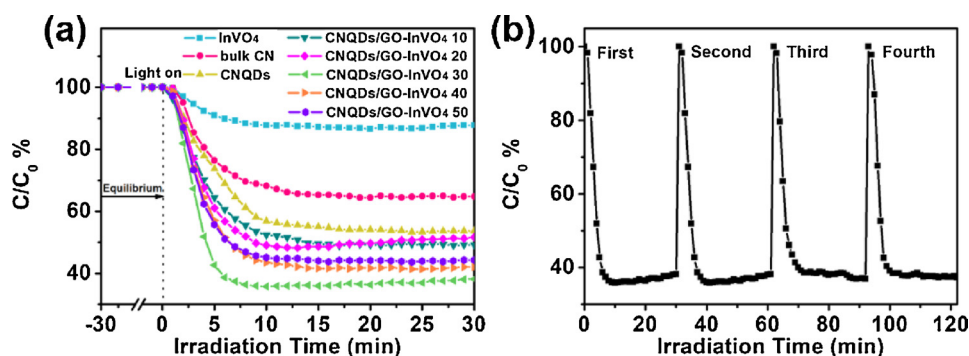 (a)
C/C₀ %
100
80
60
40
Light on
Equilibrium
InVO₄
bulk CN
CNQDs
CNQDs/GO-InVO₄ 10
CNQDs/GO-InVO₄ 20
CNQDs/GO-InVO₄ 30
CNQDs/GO-InVO₄ 40
CNQDs/GO-InVO₄ 50
-30 0 5 10 15 20 25 30
Irradiation Time (min)
(b)
C/C₀ %
100
80
60
40
First Second Third Fourth
0 20 40 60 80 100 120
Irradiation Time (min)